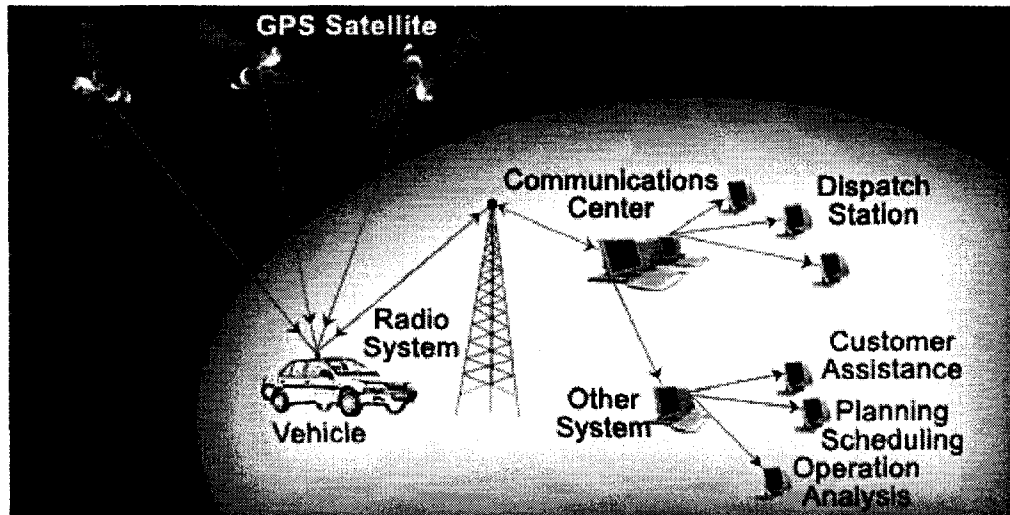 GPS Satellite
Communications
Center
Dispatch
Station
Radio
System
Vehicle
Other
System
Customer
Assistance
Planning
Scheduling
Operation
Analysis